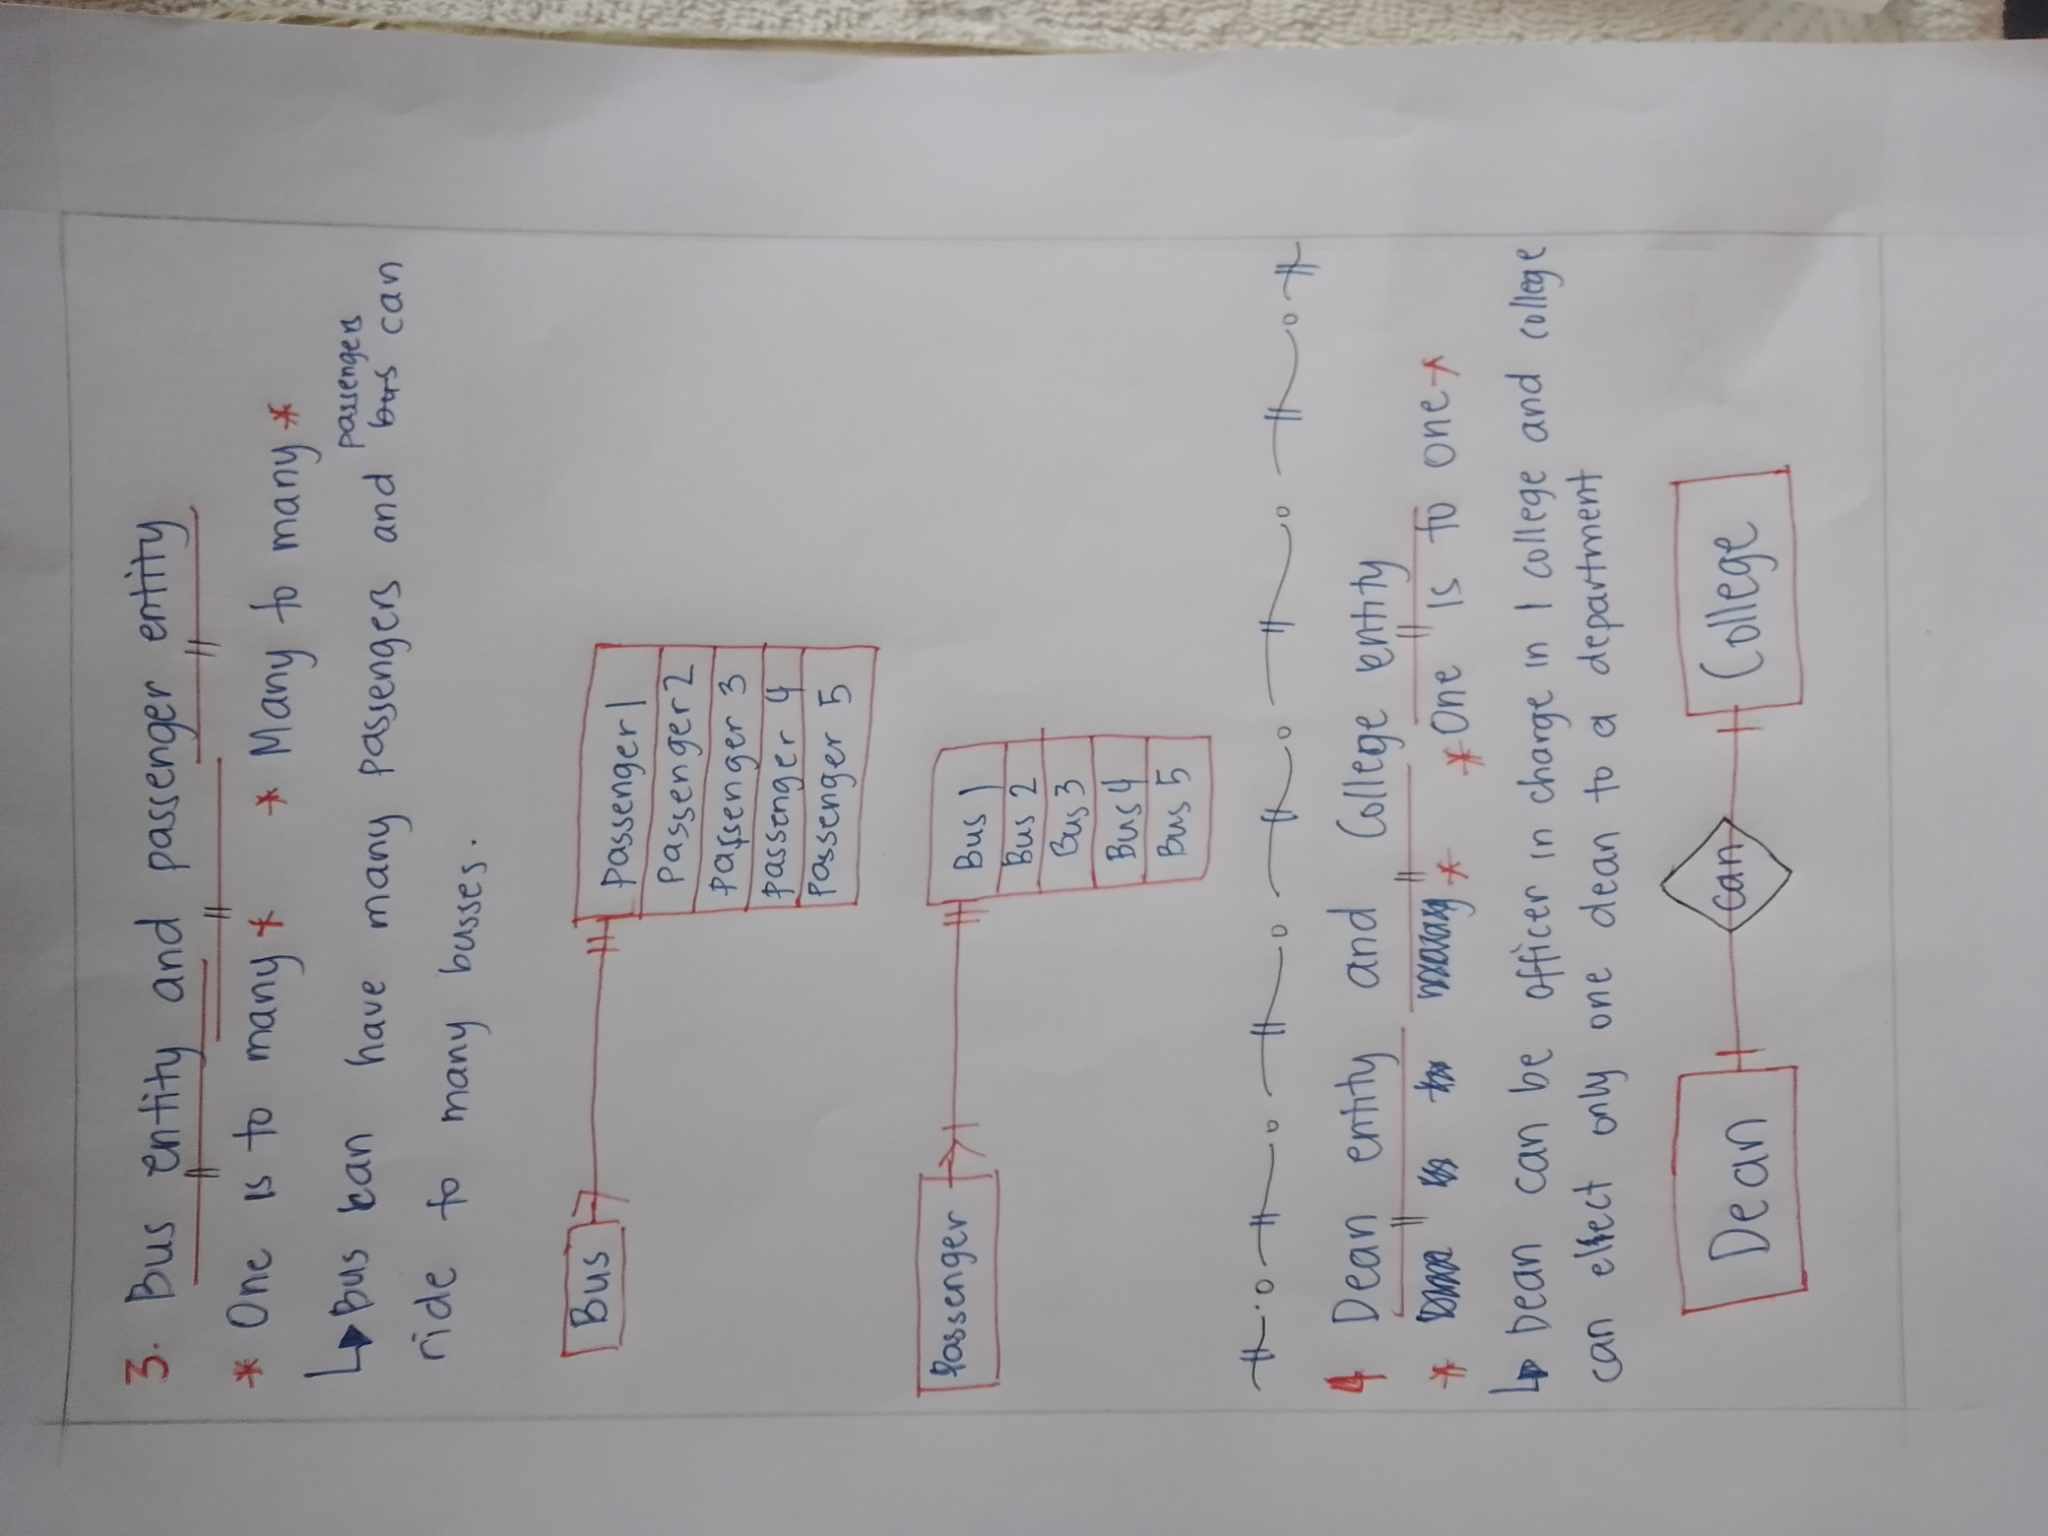 3. Bus entity and passenger entity
* One is to many * * Many to many *
passengers
↳ Bus can have many passengers and bus can
ride to many busses.
Bus
Passenger 1
Passenger 2
Passenger 3
Passenger 4
Passenger 5
Passenger
Bus 1
Bus 2
Bus 3
Bus 4
Bus 5
4 Dean entity and College entity
* * *One is to one*
↳ Dean can be officer in charge in 1 college and college
can elect only one dean to a department
Dean
can
College